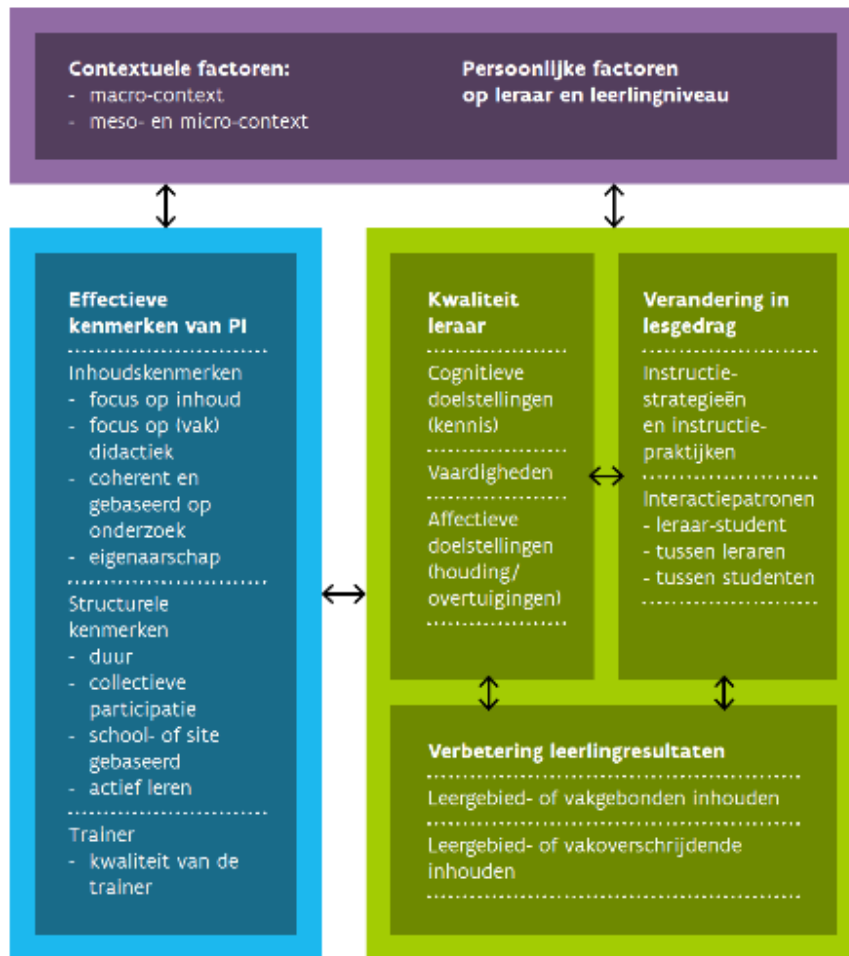 Contextuele factoren:
- macro-context
- meso- en micro-context
Persoonlijke factoren
op leraar en leerlingniveau
Effectieve
kenmerken van PI
Inhoudskenmerken
- focus op inhoud
- focus op (vak)
didactiek
- coherent en
gebaseerd op
onderzoek
- eigenaarschap
Structurele
kenmerken
- duur
- collectieve
participatie
- school- of site
gebaseerd
- actief leren
Trainer
- kwaliteit van de
trainer
Kwaliteit
leraar
Cognitieve
doelstellingen
(kennis)
Vaardigheden
Affectieve
doelstellingen
(houding/
overtuigingen)
Verandering in
lesgedrag
Instructie-
strategieën
en instructie-
praktijken
Interactiepatronen
- leraar-student
- tussen leraren
- tussen studenten
Verbetering leerlingresultaten
Leergebied- of vakgebonden inhouden
Leergebied- of vakoverschrijdende
inhouden